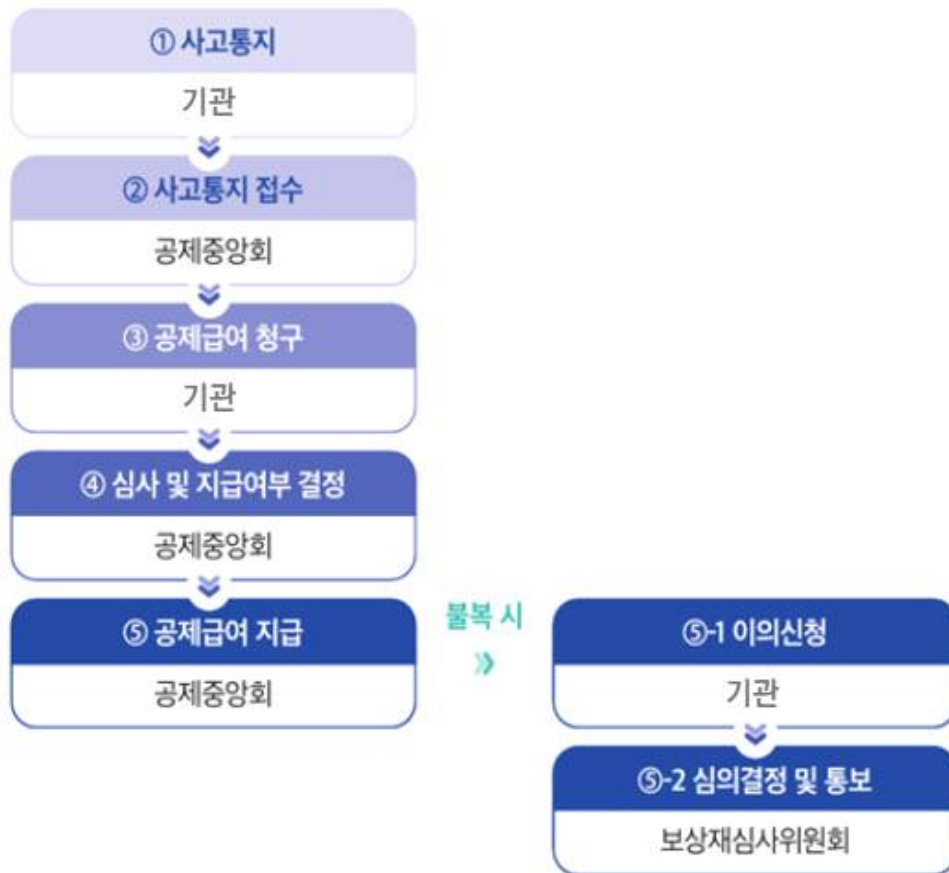 ① 사고통지
기관
② 사고통지 접수
공제중앙회
③ 공제급여 청구
기관
④ 심사 및 지급여부 결정
공제중앙회
⑤ 공제급여 지급
공제중앙회
불복 시
⑤-1 이의신청
기관
⑤-2 심의결정 및 통보
보상재심사위원회